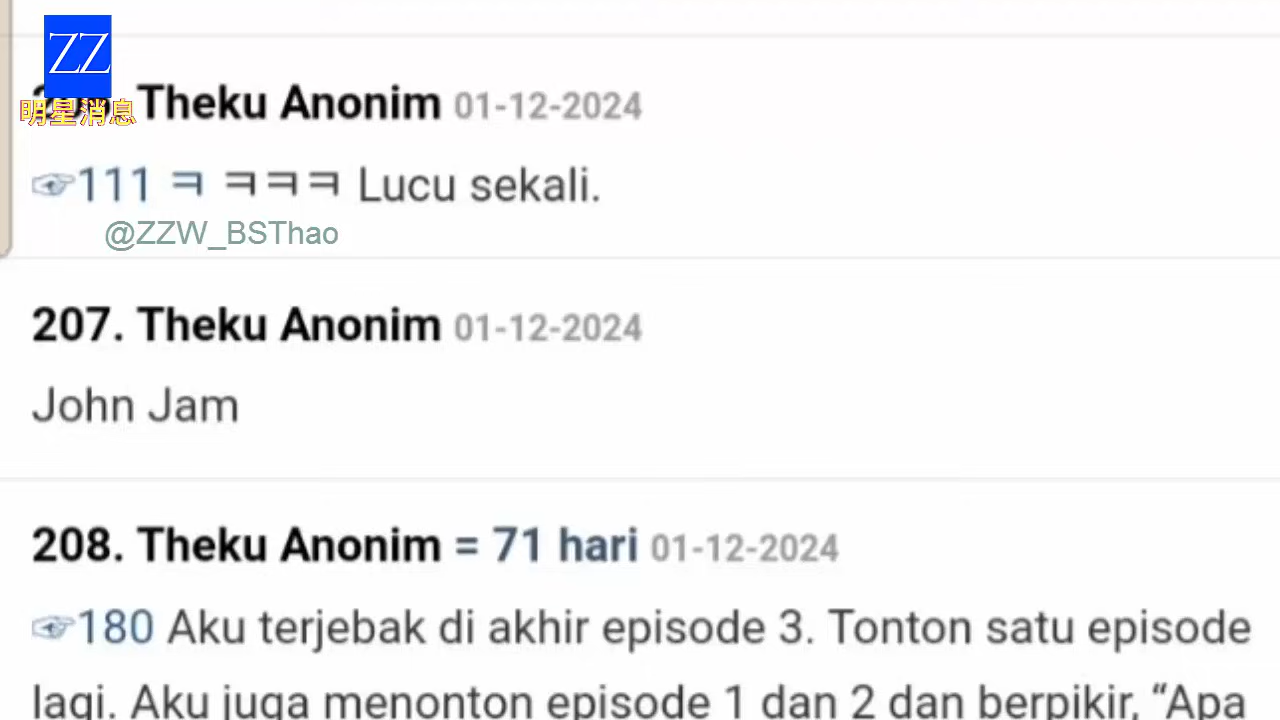 ZZ
明星消息
Theku Anonim 01-12-2024
☞111 ㅋ ㅋㅋㅋ Lucu sekali.
@ZZW_BSThao
207. Theku Anonim 01-12-2024
John Jam
208. Theku Anonim = 71 hari 01-12-2024
☞180 Aku terjebak di akhir episode 3. Tonton satu episode
lagi. Aku juga menonton episode 1 dan 2 dan berpikir, “Apa